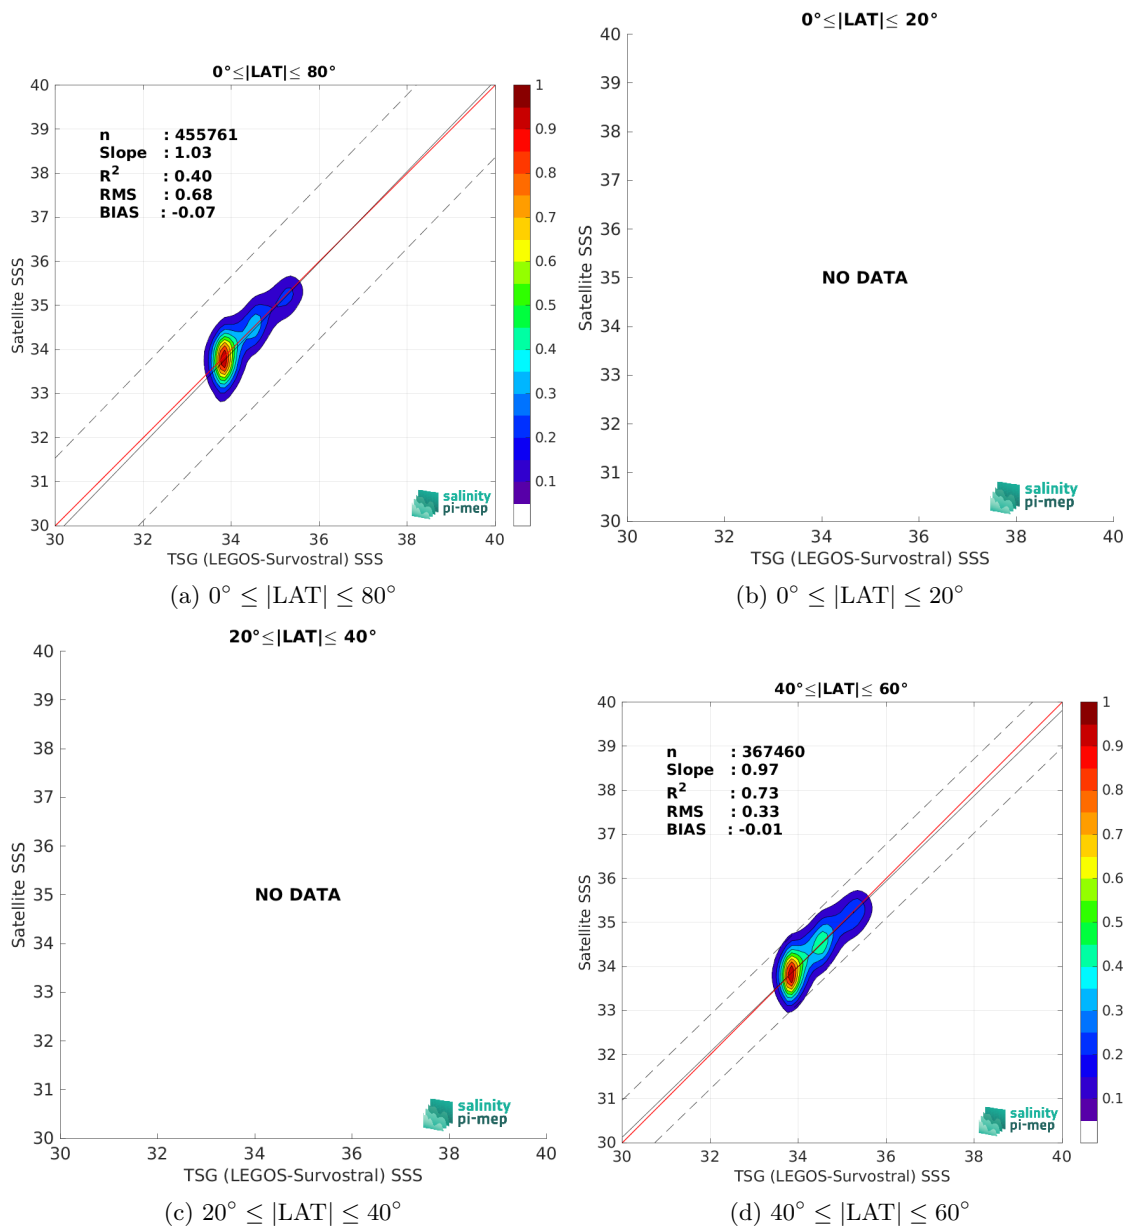 0°≤|LAT|≤ 80°
40
39
38
37
36
35
34
33
32
31
30
n : 455761
Slope : 1.03
R² : 0.40
RMS : 0.68
BIAS : -0.07
Satellite SSS
30 32 34 36 38 40
TSG (LEGOS-Survostral) SSS
1
0.9
0.8
0.7
0.6
0.5
0.4
0.3
0.2
0.1
salinity
pi-mep
(a) 0° ≤ |LAT| ≤ 80°
0°≤|LAT|≤ 20°
40
39
38
37
36
35
34
33
32
31
30
Satellite SSS
NO DATA
30 32 34 36 38 40
TSG (LEGOS-Survostral) SSS
salinity
pi-mep
(b) 0° ≤ |LAT| ≤ 20°
20°≤|LAT|≤ 40°
40
39
38
37
36
35
34
33
32
31
30
Satellite SSS
NO DATA
30 32 34 36 38 40
TSG (LEGOS-Survostral) SSS
salinity
pi-mep
(c) 20° ≤ |LAT| ≤ 40°
40°≤|LAT|≤ 60°
40
39
38
37
36
35
34
33
32
31
30
n : 367460
Slope : 0.97
R² : 0.73
RMS : 0.33
BIAS : -0.01
Satellite SSS
30 32 34 36 38 40
TSG (LEGOS-Survostral) SSS
1
0.9
0.8
0.7
0.6
0.5
0.4
0.3
0.2
0.1
salinity
pi-mep
(d) 40° ≤ |LAT| ≤ 60°